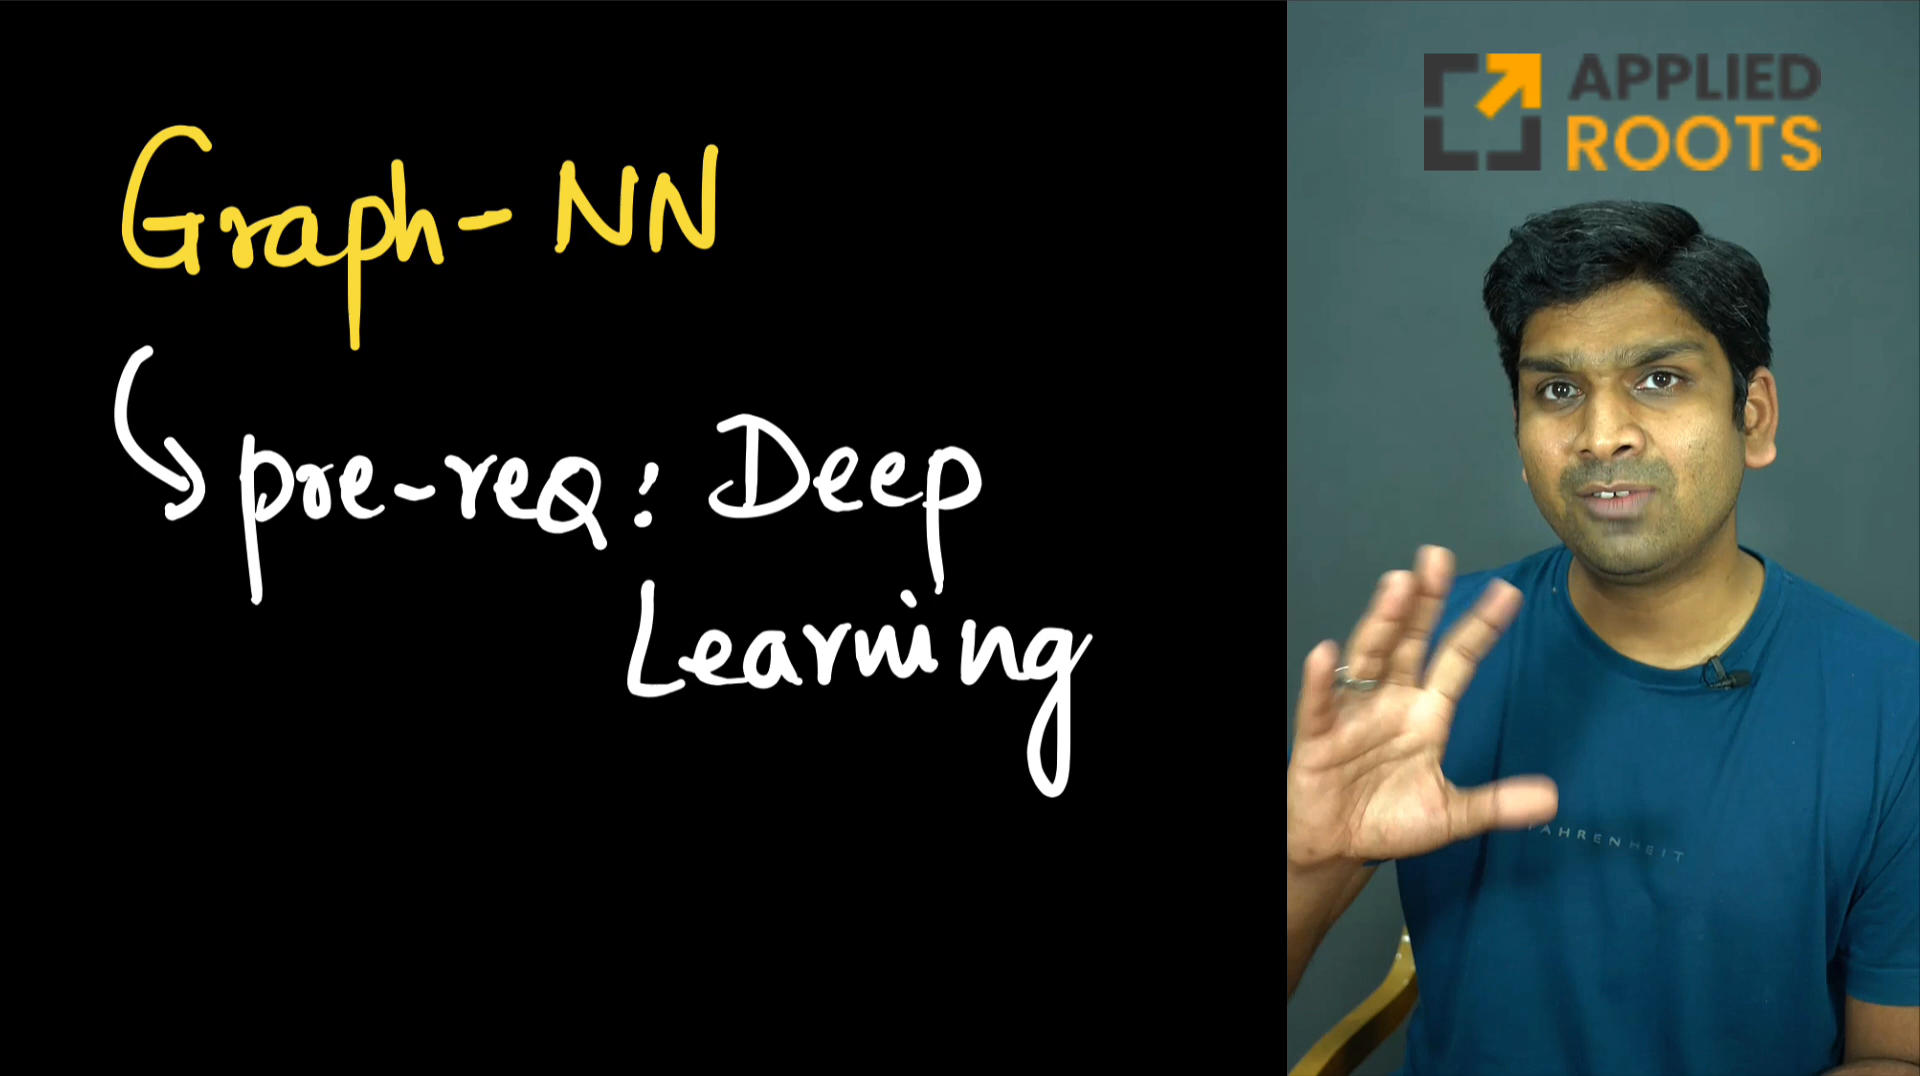 Graph-NN
pre-req: Deep
Learning
APPLIED
ROOTS
FAHRENHEIT